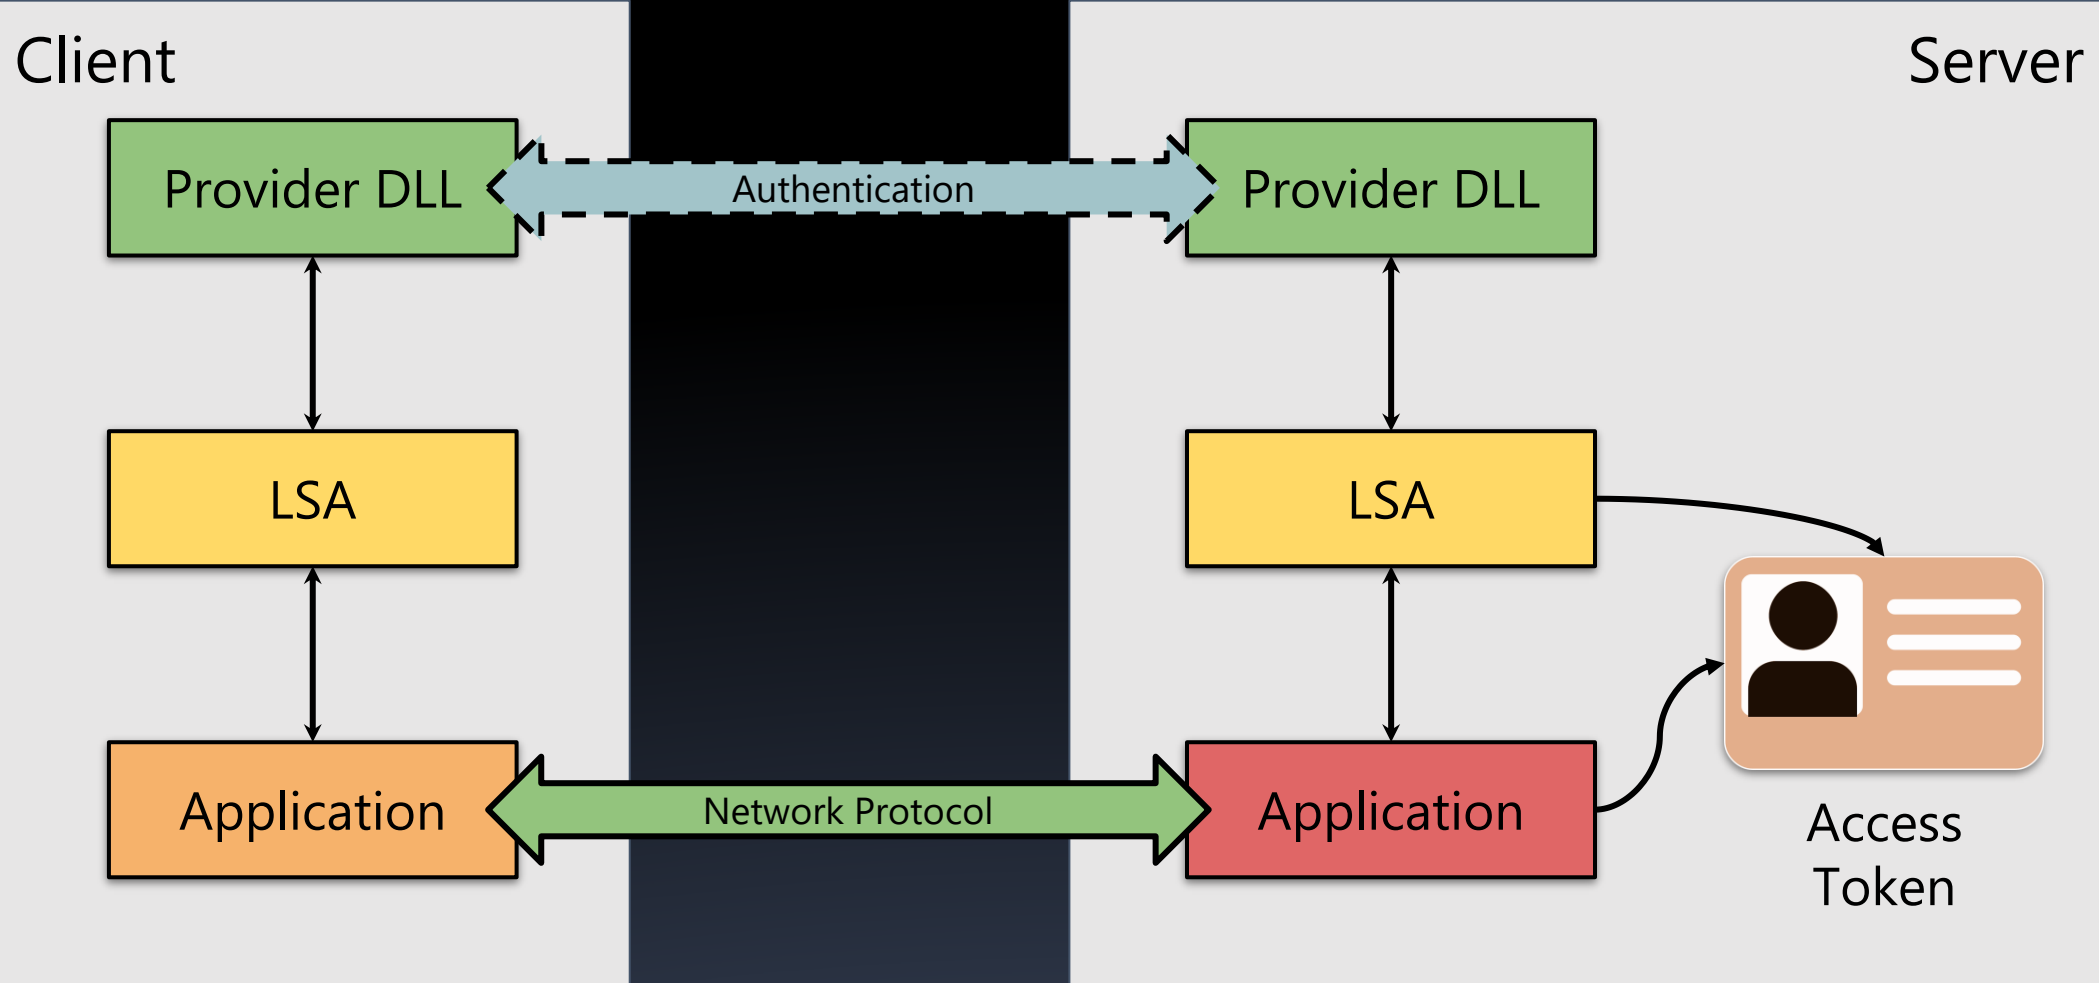 Client
Server
Provider DLL
Authentication
Provider DLL
LSA
LSA
Application
Network Protocol
Application
Access
Token